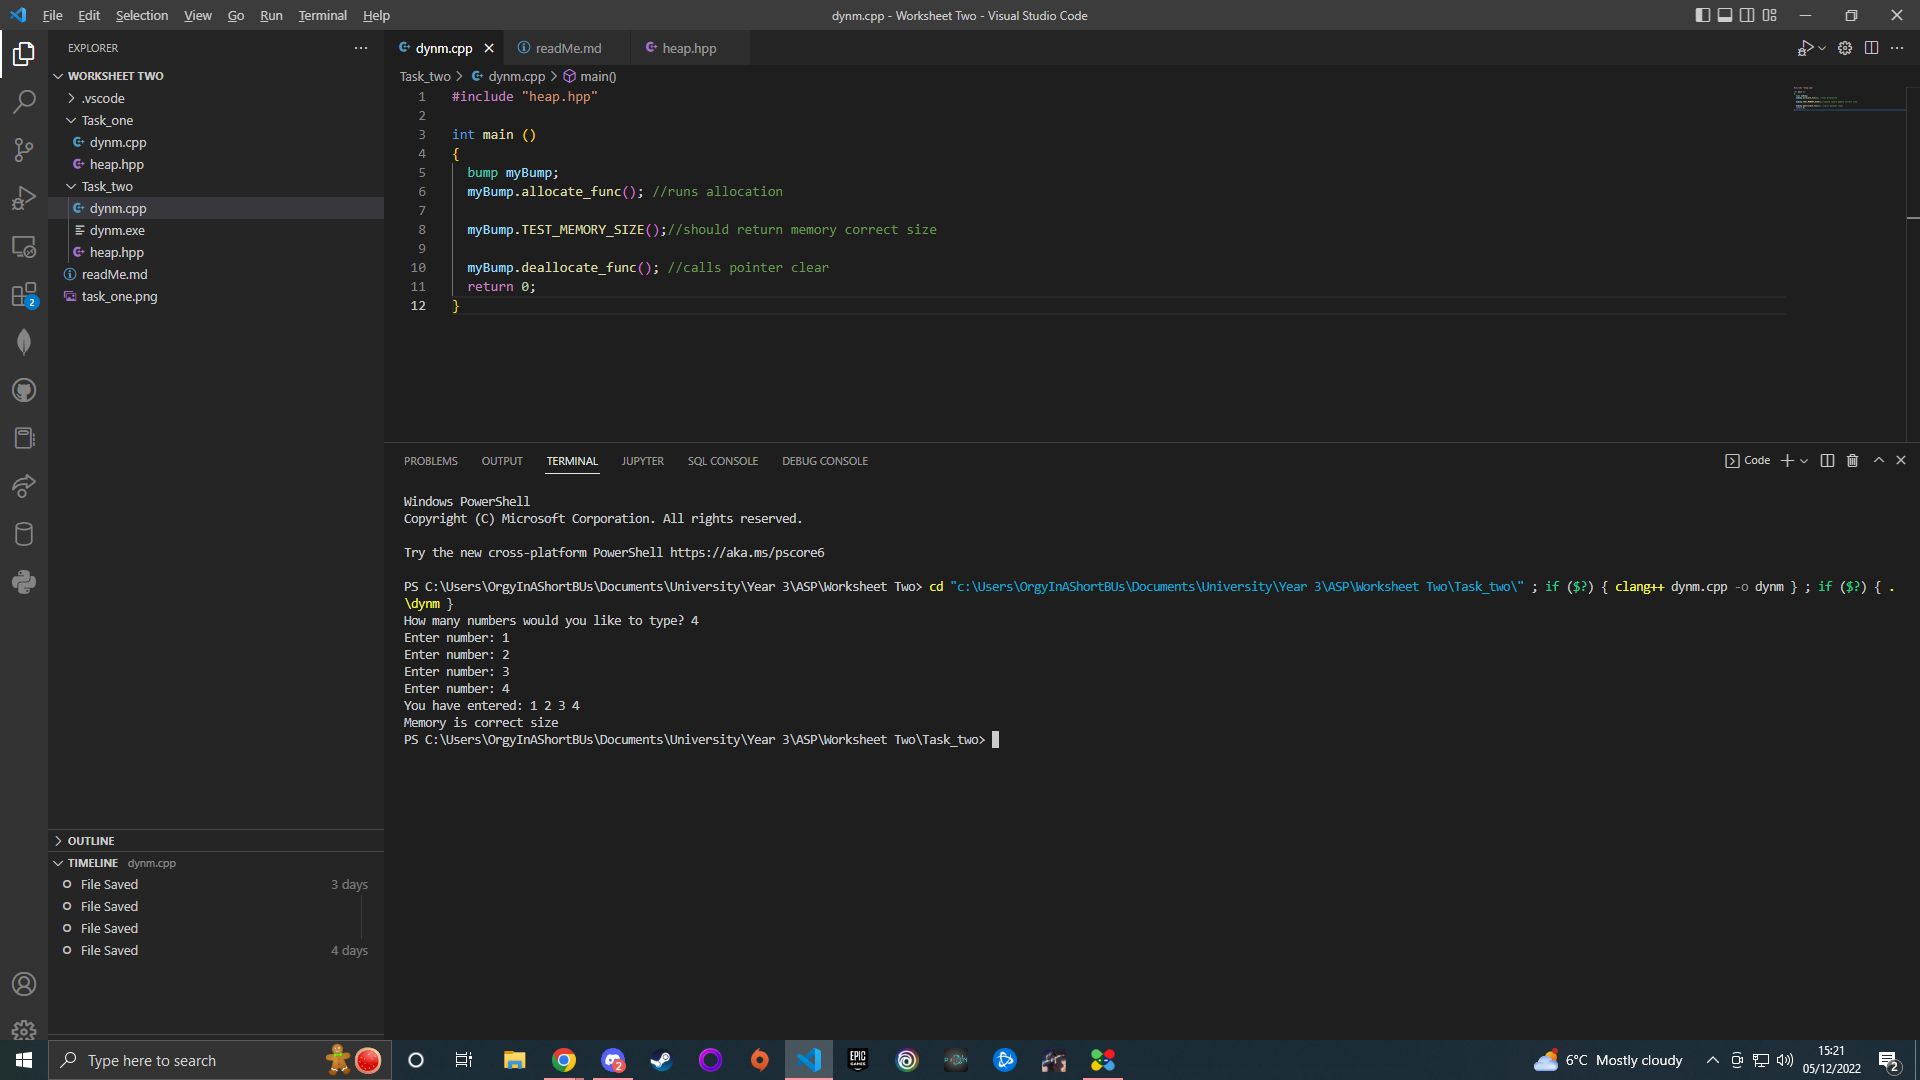 File Edit Selection View Go Run Terminal Help
dynm.cpp - Worksheet Two - Visual Studio Code
EXPLORER
WORKSHEET TWO
.vscode
Task_one
dynm.cpp
heap.hpp
Task_two
dynm.cpp
dynm.exe
heap.hpp
readMe.md
task_one.png
OUTLINE
TIMELINE dynm.cpp
File Saved 3 days
File Saved
File Saved
File Saved 4 days
2
dynm.cpp readMe.md heap.hpp
Task_two > dynm.cpp > main()
1 #include "heap.hpp"
2
3 int main ()
4 {
5 bump myBump;
6 myBump.allocate_func(); //runs allocation
7
8 myBump.TEST_MEMORY_SIZE();//should return memory correct size
9
10 myBump.deallocate_func(); //calls pointer clear
11 return 0;
12 }
PROBLEMS OUTPUT TERMINAL JUPYTER SQL CONSOLE DEBUG CONSOLE
Code
Windows PowerShell
Copyright (C) Microsoft Corporation. All rights reserved.
Try the new cross-platform PowerShell https://aka.ms/pscore6
PS C:\Users\OrgyInAShortBUs\Documents\University\Year 3\ASP\Worksheet Two> cd "c:\Users\OrgyInAShortBUs\Documents\University\Year 3\ASP\Worksheet Two\Task_two\" ; if ($?) { clang++ dynm.cpp -o dynm } ; if ($?) { .
\dynm }
How many numbers would you like to type? 4
Enter number: 1
Enter number: 2
Enter number: 3
Enter number: 4
You have entered: 1 2 3 4
Memory is correct size
PS C:\Users\OrgyInAShortBUs\Documents\University\Year 3\ASP\Worksheet Two\Task_two>
Type here to search
2
EPIC GAMES
6°C Mostly cloudy
15:21
05/12/2022
2